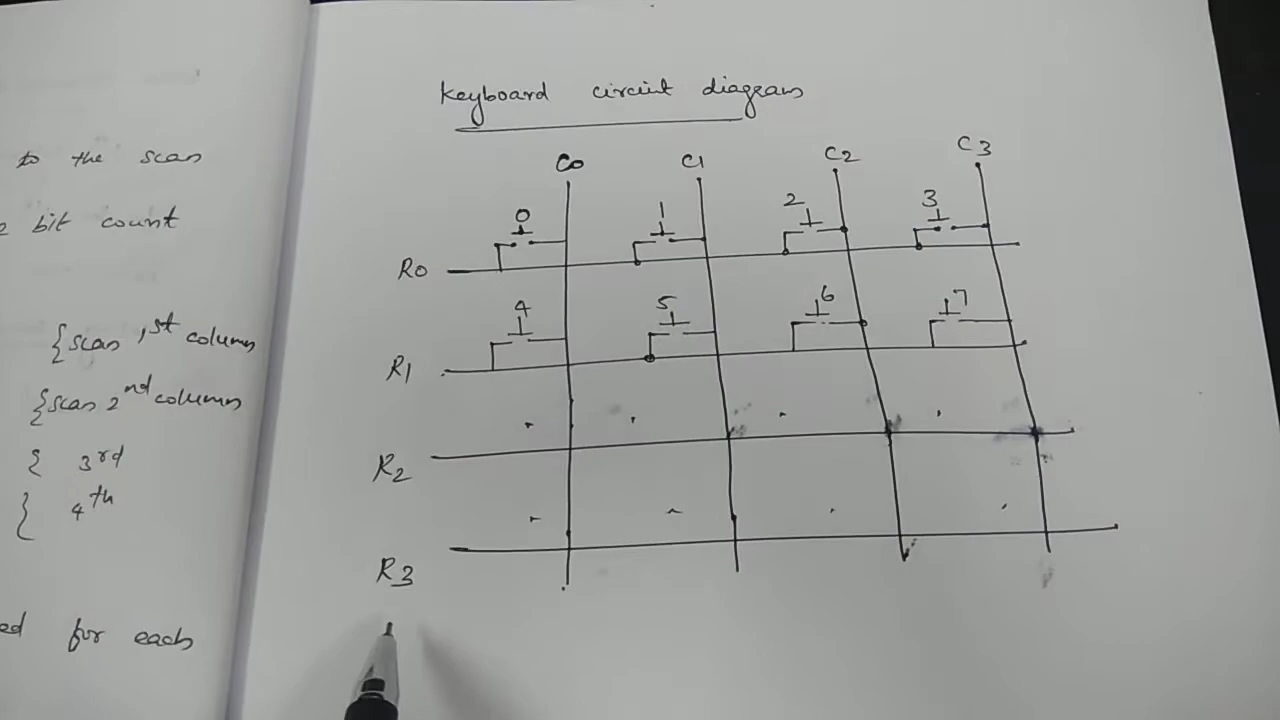 to the scan
2 bit count
{scan 1st column
{scan 2nd column
{ 3rd
{ 4th
for each
Keyboard circuit diagram
C0 C1 C2 C3
0 1 2 3
R0
4 5 6 7
R1
R2
R3